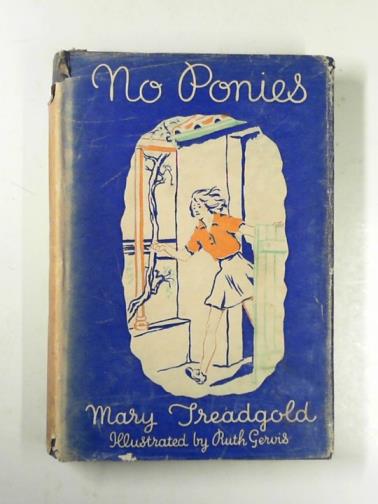 No Ponies
Mary Treadgold
Illustrated by Ruth Gervis